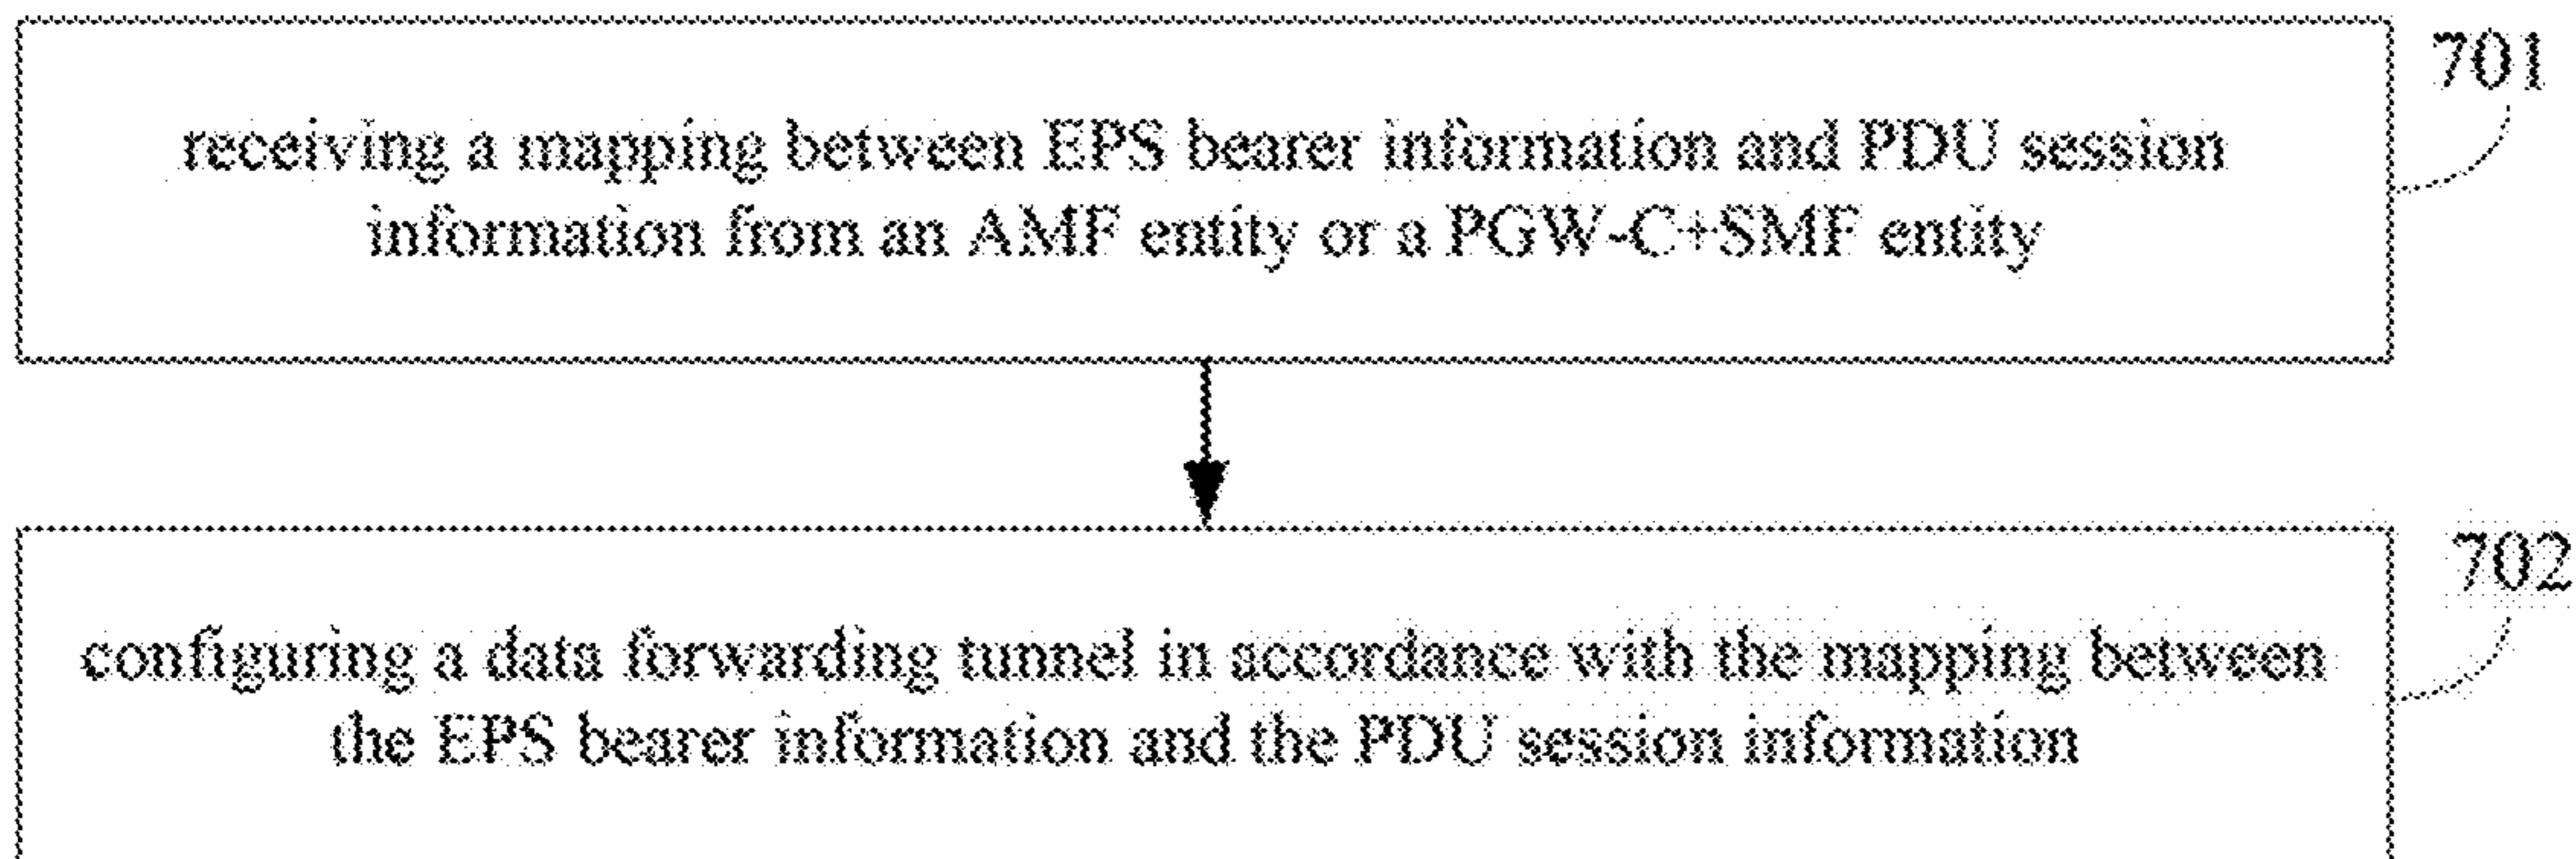 701
receiving a mapping between EPS bearer information and PDU session
information from an AMF entity or a PGW-C+SMF entity
702
configuring a data forwarding tunnel in accordance with the mapping between
the EPS bearer information and the PDU session information